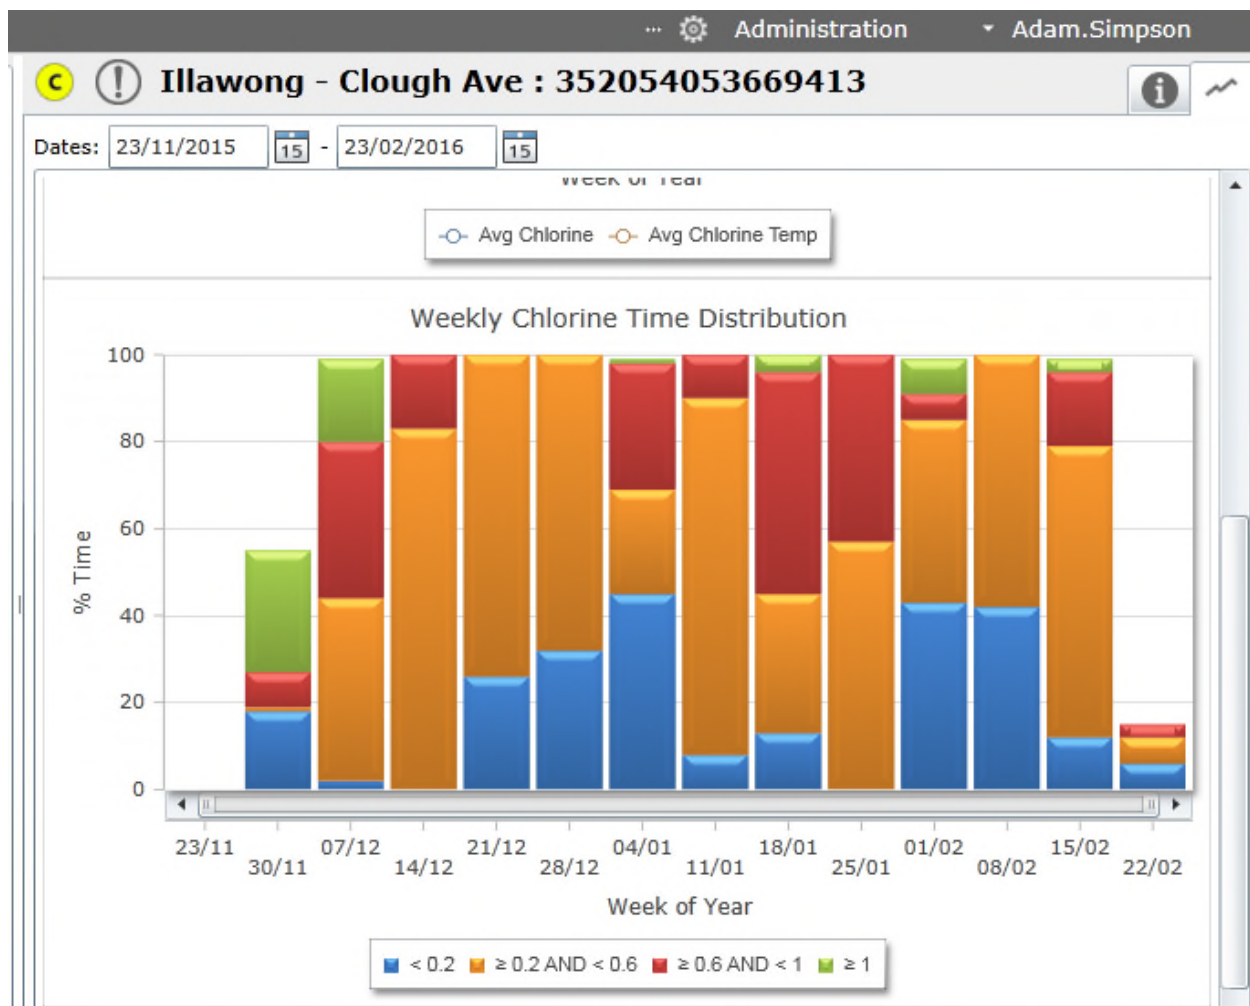 ... Administration Adam.Simpson
C ! Illawong - Clough Ave : 352054053669413 i
Dates: 23/11/2015 15 - 23/02/2016 15
Week of Year
Avg Chlorine Avg Chlorine Temp
Weekly Chlorine Time Distribution
100
80
60
40
20
0
% Time
23/11 30/11 07/12 14/12 21/12 28/12 04/01 11/01 18/01 25/01 01/02 08/02 15/02 22/02
Week of Year
< 0.2 ≥ 0.2 AND < 0.6 ≥ 0.6 AND < 1 ≥ 1